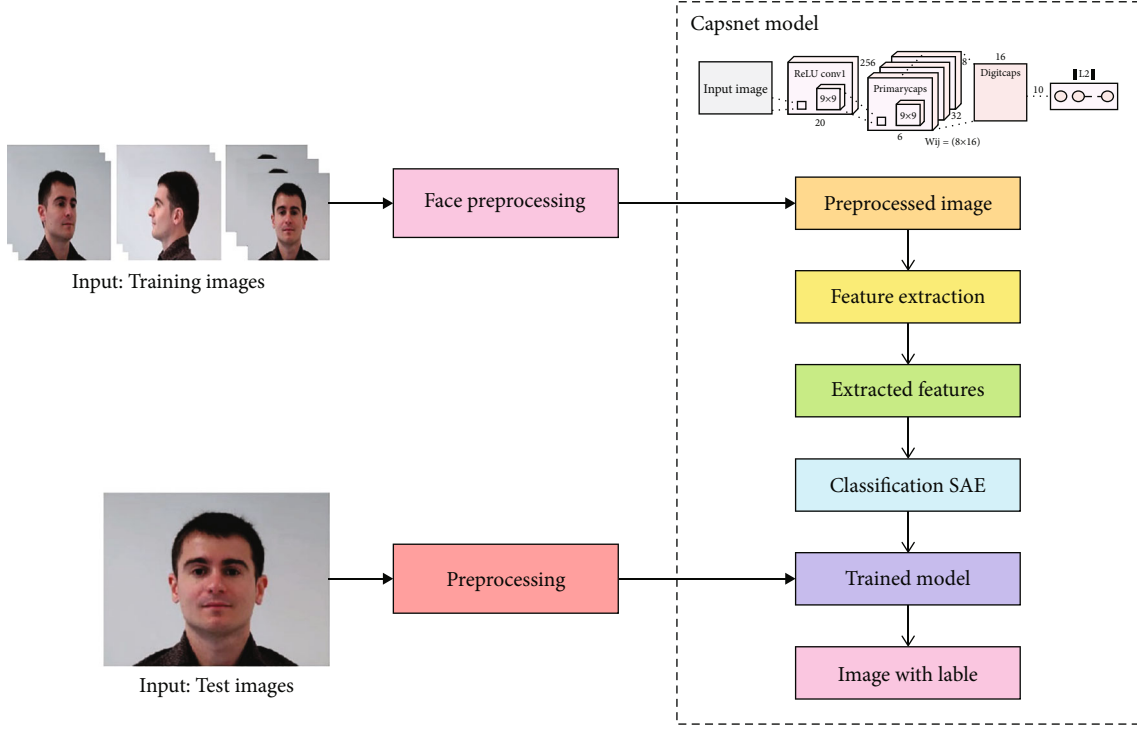 Capsnet model
Input image
ReLU conv1
256
9×9
20
Primarycaps
8
9×9
32
6
Wij = (8×16)
16
Digitcaps
10
L2
Input: Training images
Face preprocessing
Preprocessed image
Feature extraction
Extracted features
Classification SAE
Input: Test images
Preprocessing
Trained model
Image with lable